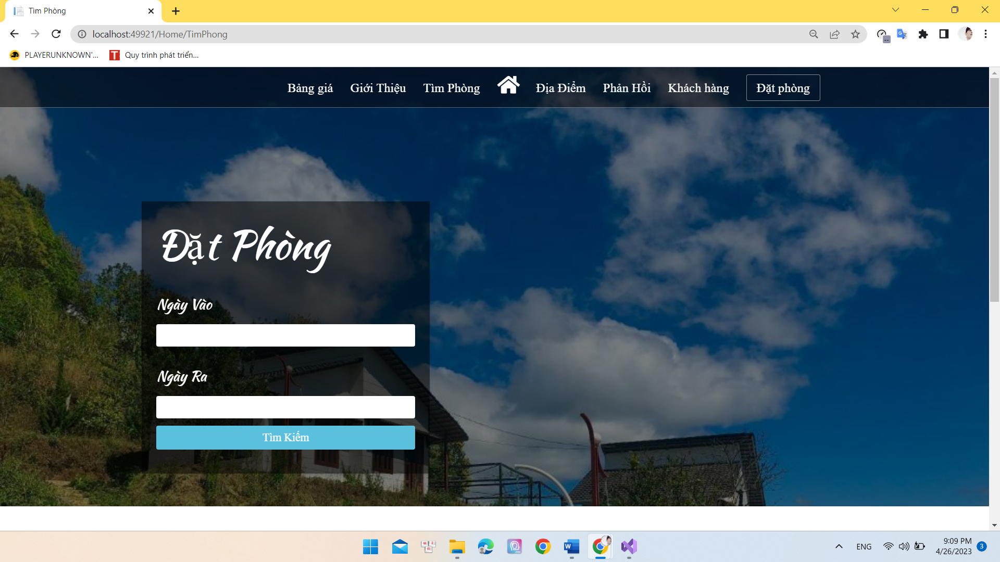 Tìm Phòng
localhost:49921/Home/TimPhong
PLAYERUNKNOWN'... Quy trình phát triển...
Bảng giá Giới Thiệu Tìm Phòng Địa Điểm Phản Hồi Khách hàng Đặt phòng
Đặt Phòng
Ngày Vào
Ngày Ra
Tìm Kiếm
ENG 9:09 PM
4/26/2023 3